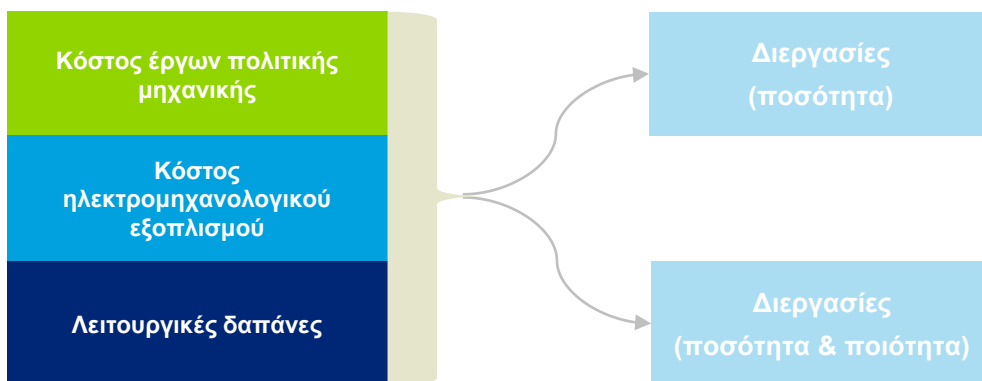 Κόστος έργων πολιτικής
μηχανικής
Κόστος
ηλεκτρομηχανολογικού
εξοπλισμού
Λειτουργικές δαπάνες
Διεργασίες
(ποσότητα)
Διεργασίες
(ποσότητα & ποιότητα)